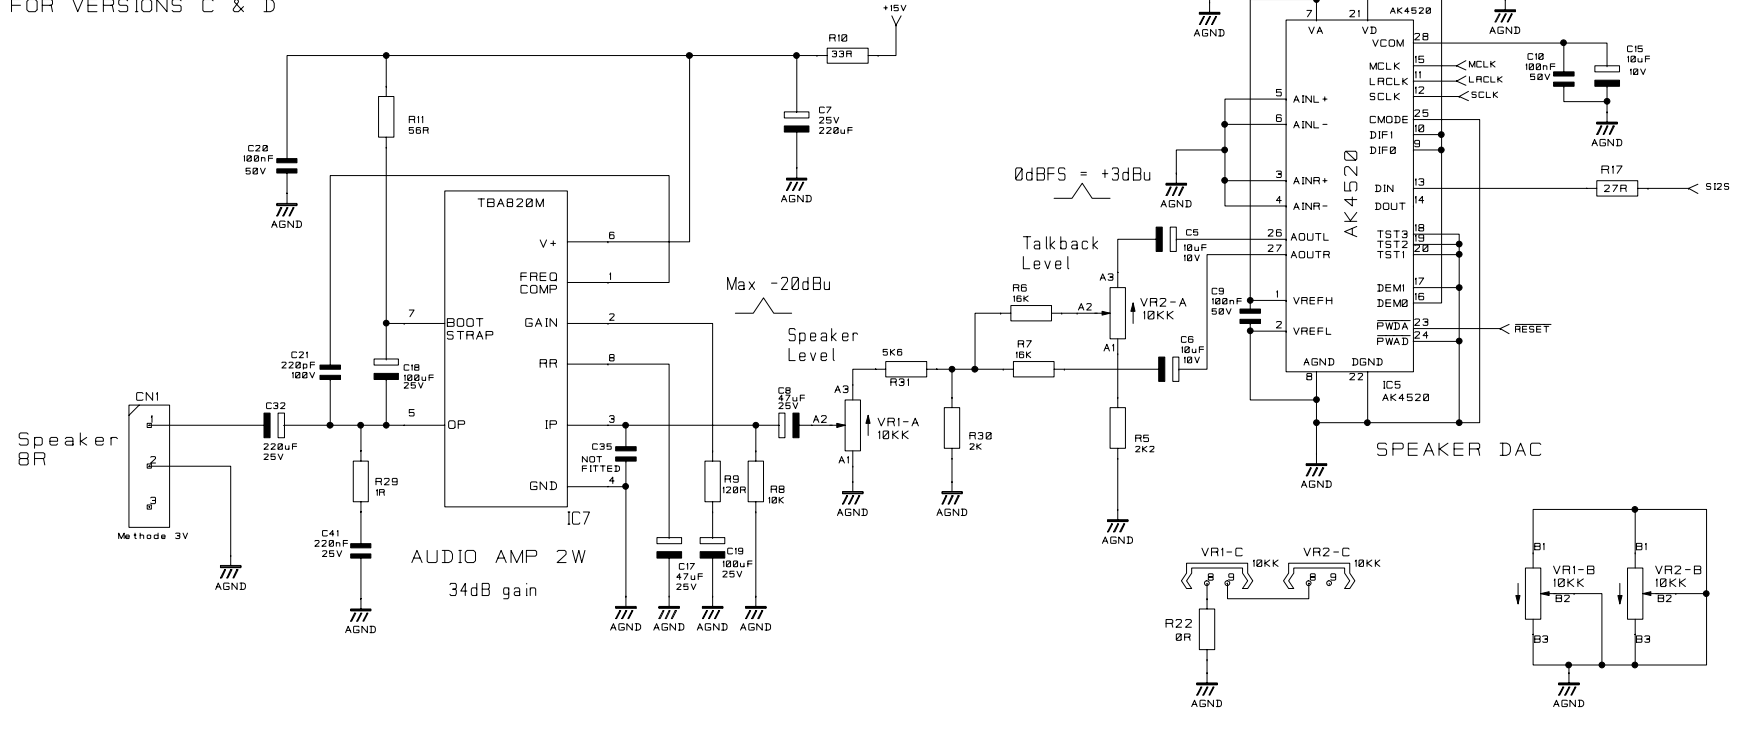 FOR VERSIONS C & D
+15V
R10
33R
C7
25V
220uF
AGND
R11
56R
C20
100nF
50V
AGND
TBA820M
V+
6
FREQ
COMP
1
7
BOOT
STRAP
GAIN
2
RR
8
5
OP
IP
3
GND
4
IC7
AUDIO AMP 2W
34dB gain
C21
220pF
100V
C18
100uF
25V
CN1
1
2
3
Methode 3V
Speaker
8R
C32
220uF
25V
AGND
R29
1R
C41
220nF
25V
AGND
C35
NOT
FITTED
AGND
C17
47uF
25V
AGND
R9
120R
C19
100uF
25V
AGND
R8
10K
AGND
C8
47uF
25V
Max -20dBu
Speaker
Level
A3
A2
A1
VR1-A
10KK
AGND
5K6
R31
R30
2K
AGND
R6
16K
R7
16K
0dBFS = +3dBu
Talkback
Level
A3
A2
A1
VR2-A
10KK
R5
2K2
AGND
C5
10uF
10V
C6
10uF
10V
C9
100nF
50V
AGND
AGND
AGND
7
21
AK4520
VA
VD
VCOM
28
MCLK
15
MCLK
LRCLK
11
LRCLK
SCLK
12
SCLK
CMODE
25
DIF1
10
DIF0
9
DIN
13
DOUT
14
TST3
18
TST2
19
TST1
20
DEM1
17
DEM0
16
PWDA
23
RESET
PWAD
24
5
AINL+
6
AINL-
3
AINR+
4
AINR-
26
AOUTL
27
AOUTR
1
VREFH
2
VREFL
AK4520
AGND
DGND
8
22
IC5
AK4520
SPEAKER DAC
AGND
C10
100nF
50V
C15
10uF
10V
AGND
R17
27R
SI2S
VR1-C
10KK
8
9
VR2-C
10KK
8
9
R22
0R
AGND
B1
VR1-B
10KK
B2
B3
B1
VR2-B
10KK
B2
B3
AGND